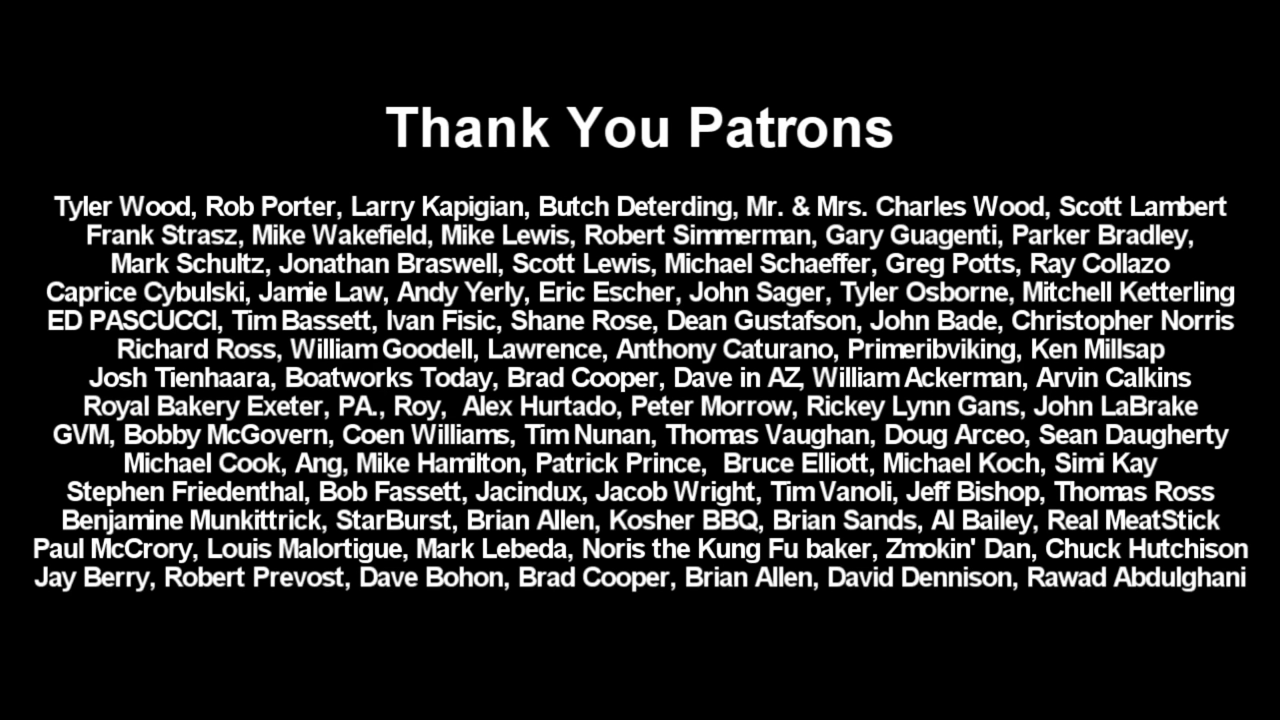 Thank You Patrons
Tyler Wood, Rob Porter, Larry Kapigian, Butch Deterding, Mr. & Mrs. Charles Wood, Scott Lambert
Frank Strasz, Mike Wakefield, Mike Lewis, Robert Simmerman, Gary Guagenti, Parker Bradley,
Mark Schultz, Jonathan Braswell, Scott Lewis, Michael Schaeffer, Greg Potts, Ray Collazo
Caprice Cybulski, Jamie Law, Andy Yerly, Eric Escher, John Sager, Tyler Osborne, Mitchell Ketterling
ED PASCUCCI, Tim Bassett, Ivan Fisic, Shane Rose, Dean Gustafson, John Bade, Christopher Norris
Richard Ross, William Goodell, Lawrence, Anthony Caturano, Primeribviking, Ken Millsap
Josh Tienhaara, Boatworks Today, Brad Cooper, Dave in AZ, William Ackerman, Arvin Calkins
Royal Bakery Exeter, PA., Roy, Alex Hurtado, Peter Morrow, Rickey Lynn Gans, John LaBrake
GVM, Bobby McGovern, Coen Williams, Tim Nunan, Thomas Vaughan, Doug Arceo, Sean Daugherty
Michael Cook, Ang, Mike Hamilton, Patrick Prince, Bruce Elliott, Michael Koch, Simi Kay
Stephen Friedenthal, Bob Fassett, Jacindux, Jacob Wright, Tim Vanoli, Jeff Bishop, Thomas Ross
Benjamine Munkittrick, StarBurst, Brian Allen, Kosher BBQ, Brian Sands, Al Bailey, Real MeatStick
Paul McCrory, Louis Malortigue, Mark Lebeda, Noris the Kung Fu baker, Zmokin' Dan, Chuck Hutchison
Jay Berry, Robert Prevost, Dave Bohon, Brad Cooper, Brian Allen, David Dennison, Rawad Abdulghani